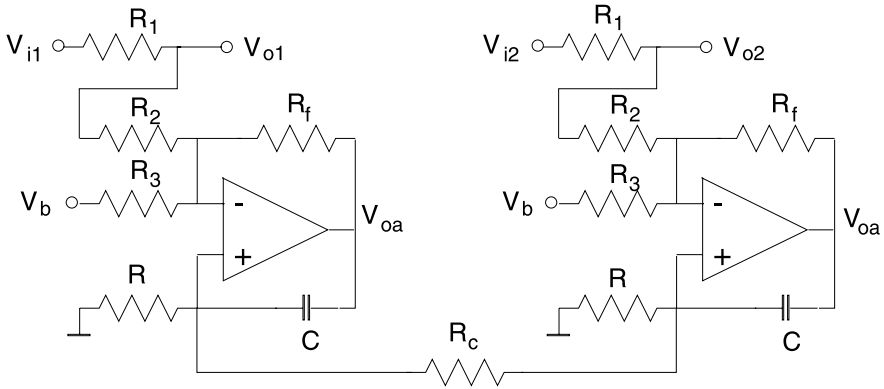 R1 R1
Vi1 Vo1 Vi2 Vo2
R2 Rf R2 Rf
R3 R3
Vb - Vb -
Voa Voa
+ +
R R
C C
Rc